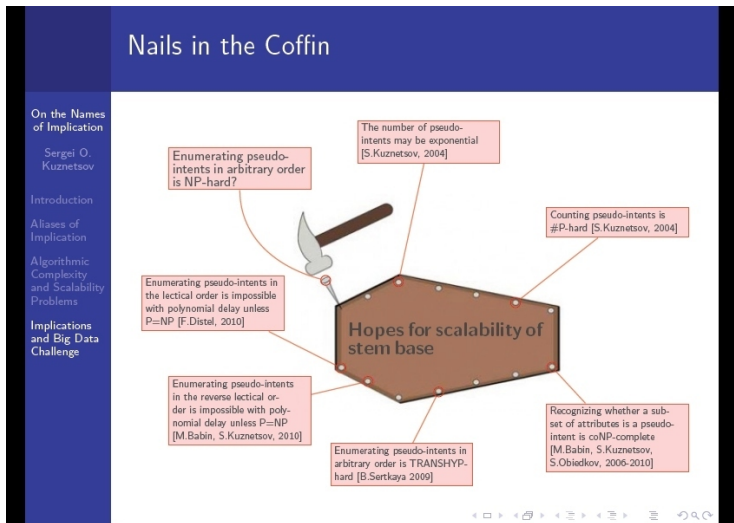 Nails in the Coffin
On the Names
of Implication
Sergei O.
Kuznetsov
Introduction
Aliases of
Implication
Algorithmic
Complexity
and Scalability
Problems
Implications
and Big Data
Challenge
The number of pseudo-
intents may be exponential
[S.Kuznetsov, 2004]
Enumerating pseudo-
intents in arbitrary order
is NP-hard?
Counting pseudo-intents is
#P-hard [S.Kuznetsov, 2004]
Enumerating pseudo-intents in
the lectical order is impossible
with polynomial delay unless
P=NP [F.Distel, 2010]
Hopes for scalability of
stem base
Enumerating pseudo-intents
in the reverse lectical or-
der is impossible with poly-
nomial delay unless P=NP
[M.Babin, S.Kuznetsov, 2010]
Enumerating pseudo-intents in
arbitrary order is TRANSHYP-
hard [B.Sertkaya 2009]
Recognizing whether a sub-
set of attributes is a pseudo-
intent is coNP-complete
[M.Babin, S.Kuznetsov,
S.Obiedkov, 2006-2010]